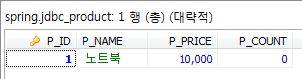 spring.jdbc_product: 1 행 (총) (대략적)
P_ID P_NAME P_PRICE P_COUNT
1 노트북 10,000 0